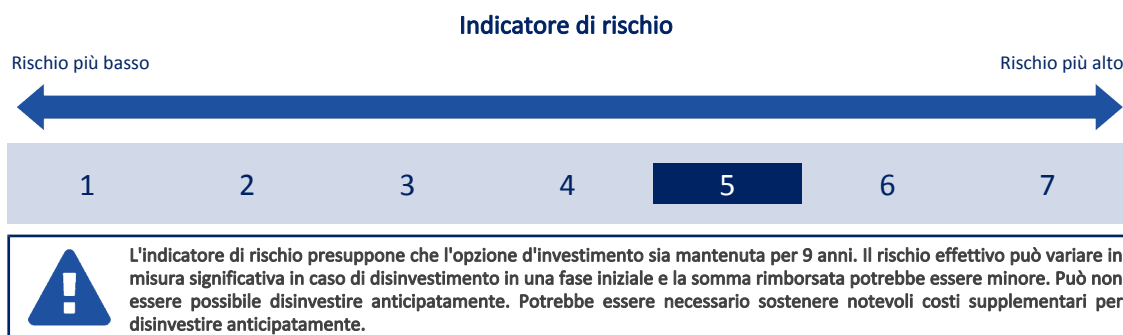 Indicatore di rischio
Rischio più basso
Rischio più alto
1 2 3 4 5 6 7
L'indicatore di rischio presuppone che l'opzione d'investimento sia mantenuta per 9 anni. Il rischio effettivo può variare in
misura significativa in caso di disinvestimento in una fase iniziale e la somma rimborsata potrebbe essere minore. Può non
essere possibile disinvestire anticipatamente. Potrebbe essere necessario sostenere notevoli costi supplementari per
disinvestire anticipatamente.